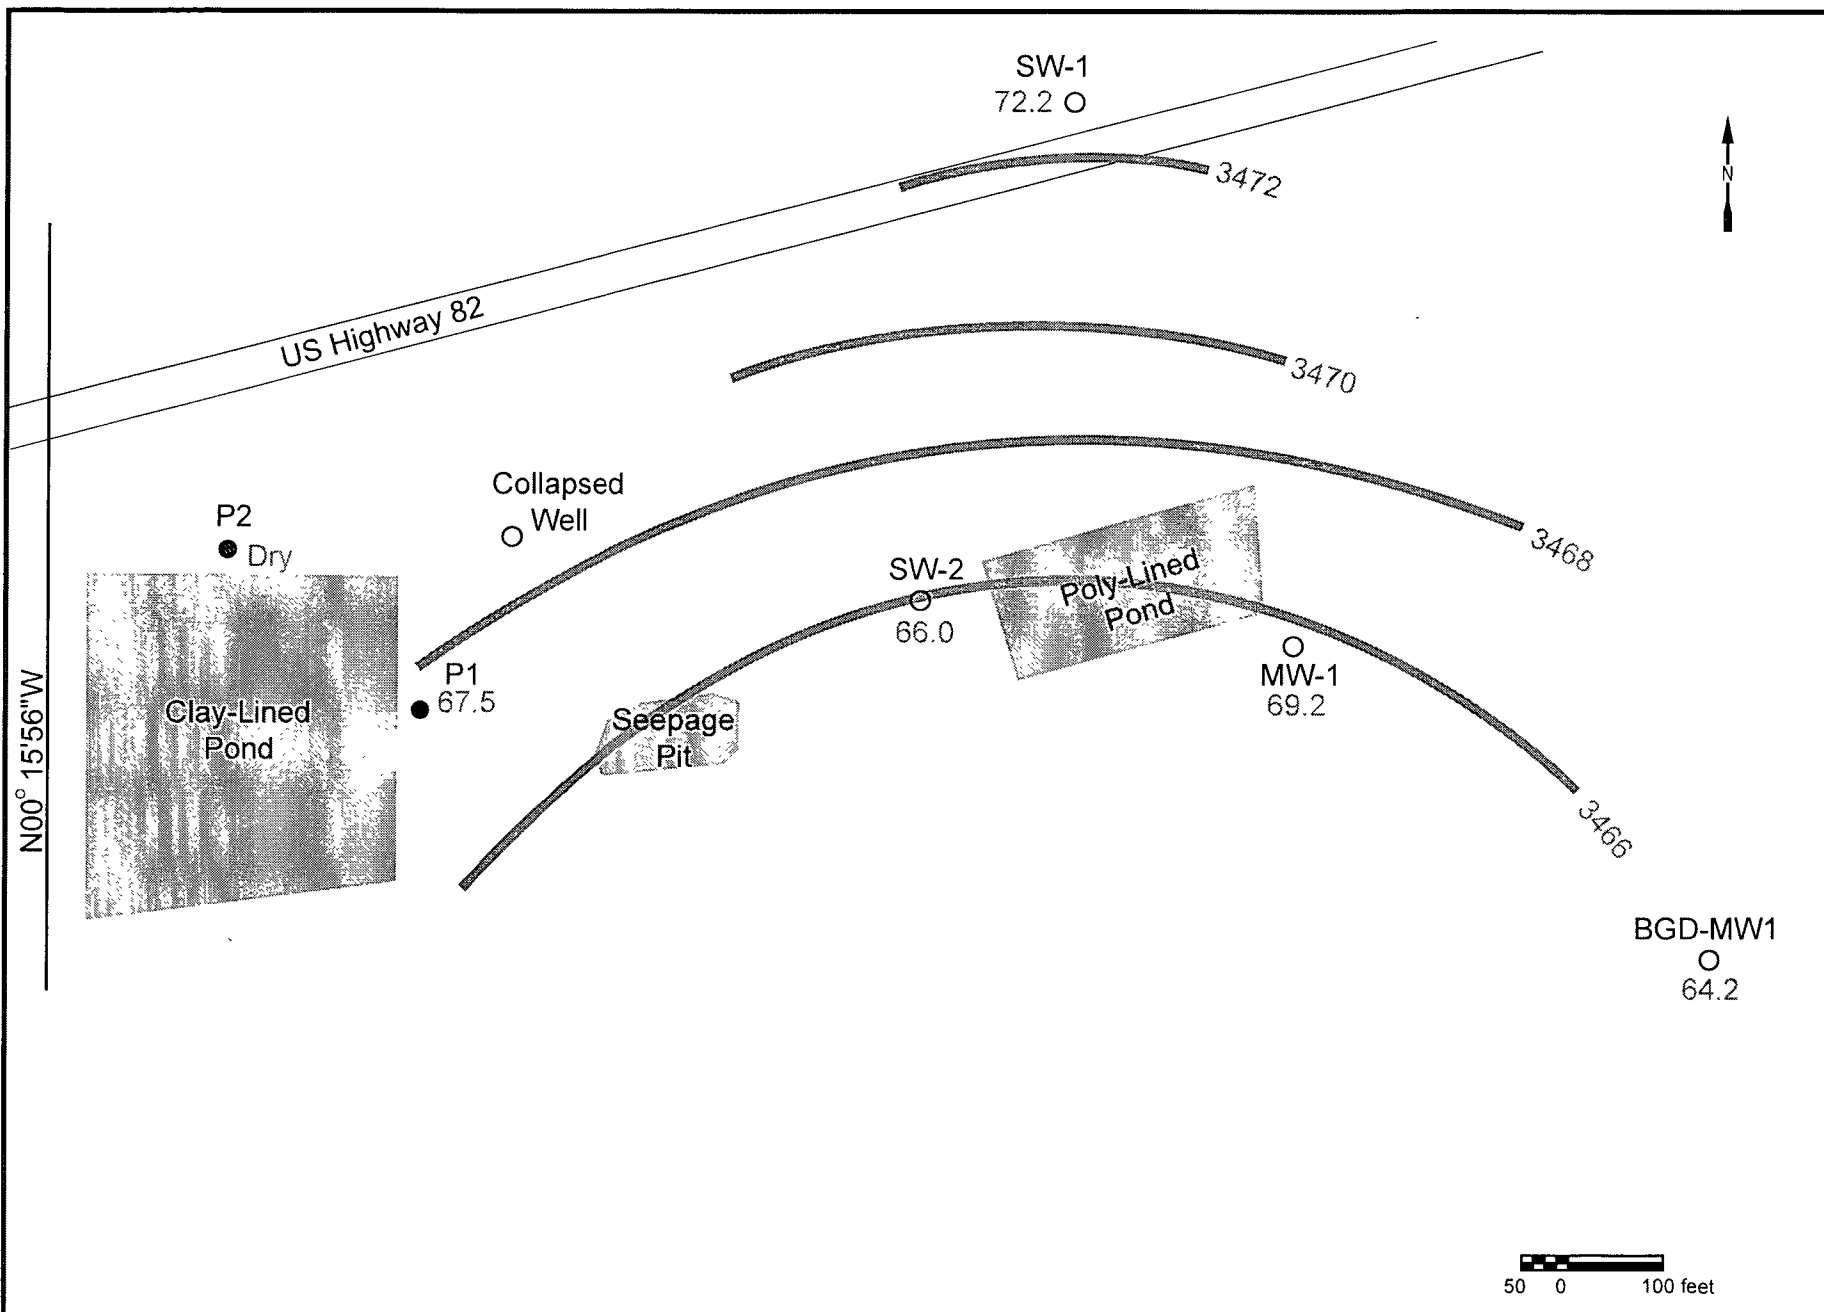 SW-1
72.2
3472
N
US Highway 82
3470
Collapsed
Well
3468
P2
Dry
SW-2
66.0
Poly-Lined
Pond
MW-1
69.2
P1
67.5
Clay-Lined
Pond
Seepage
Pit
N00° 15'56"W
3466
BGD-MW1
64.2
50 0 100 feet